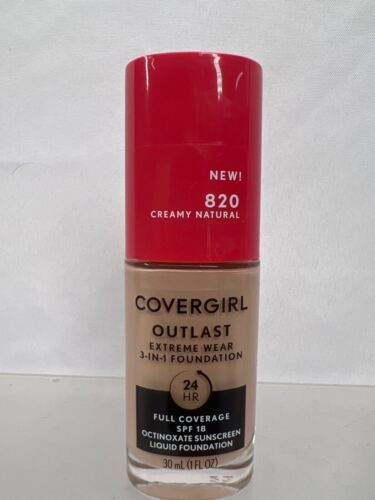 NEW!
820
CREAMY NATURAL
COVERGIRL
OUTLAST
EXTREME WEAR
3-IN-1 FOUNDATION
24
HR
FULL COVERAGE
SPF 18
OCTINOXATE SUNSCREEN
LIQUID FOUNDATION
30 mL (1 FL OZ)